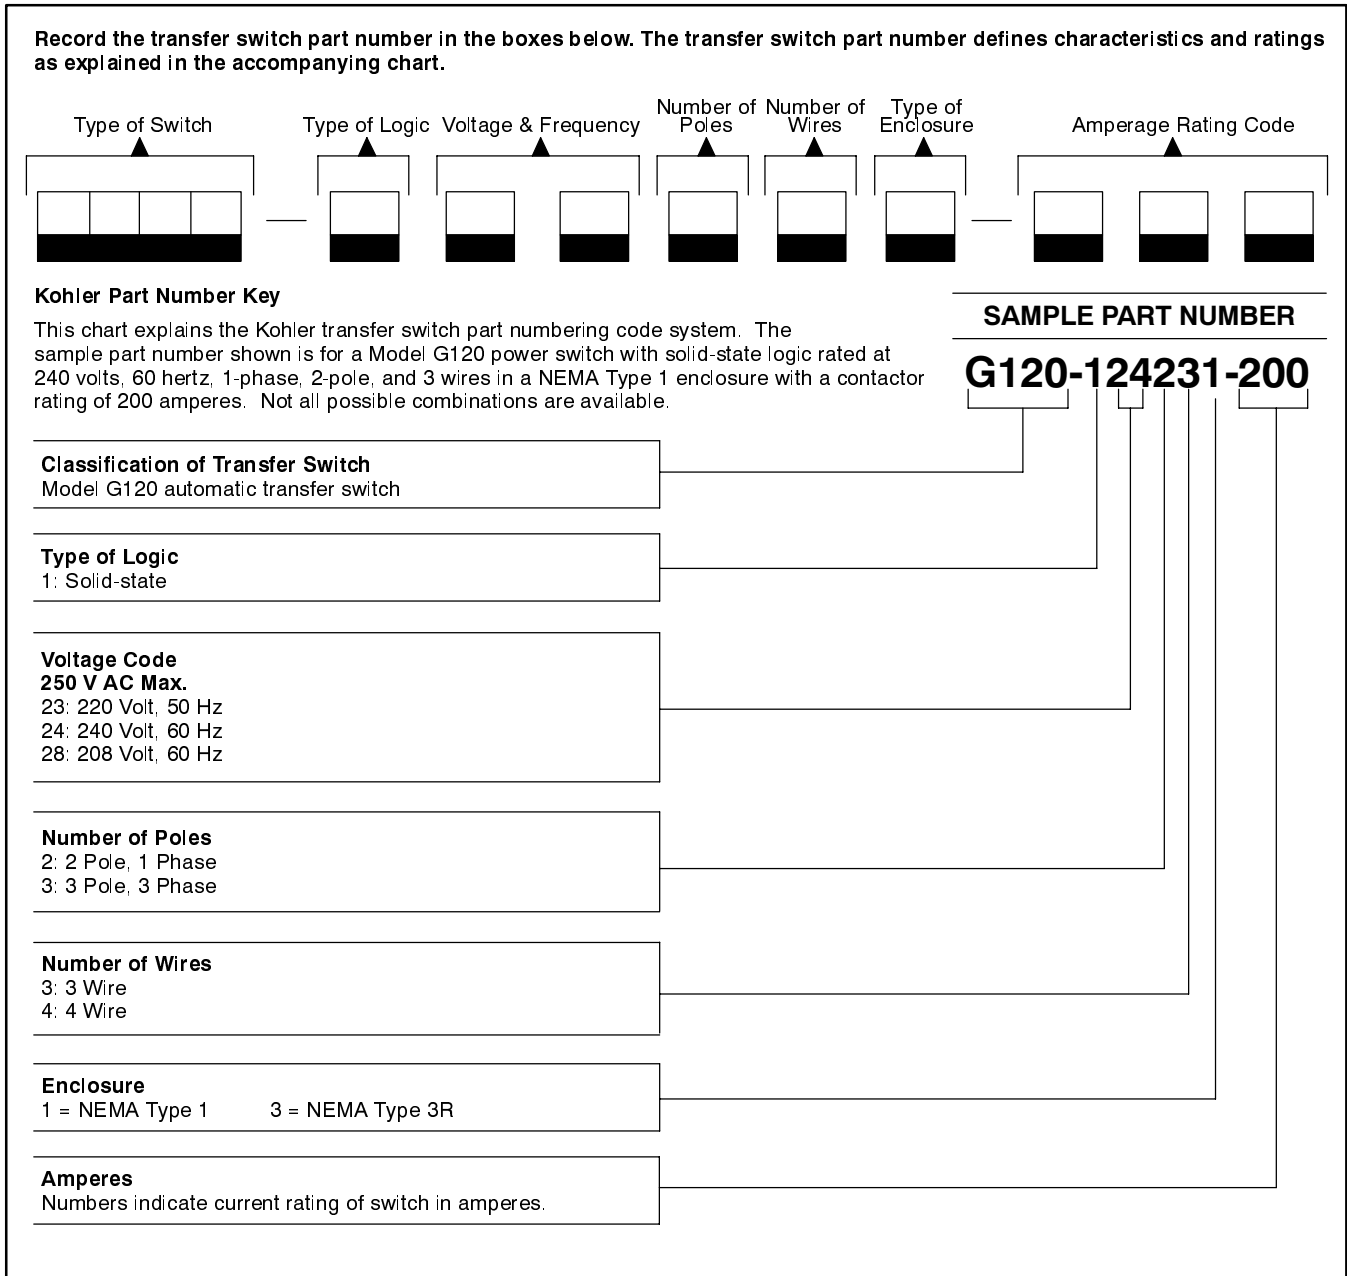 Record the transfer switch part number in the boxes below. The transfer switch part number defines characteristics and ratings
as explained in the accompanying chart.
Type of Switch
Type of Logic
Voltage & Frequency
Number of
Poles
Number of
Wires
Type of
Enclosure
Amperage Rating Code
Kohler Part Number Key
This chart explains the Kohler transfer switch part numbering code system. The
sample part number shown is for a Model G120 power switch with solid-state logic rated at
240 volts, 60 hertz, 1-phase, 2-pole, and 3 wires in a NEMA Type 1 enclosure with a contactor
rating of 200 amperes. Not all possible combinations are available.
SAMPLE PART NUMBER
G120-124231-200
Classification of Transfer Switch
Model G120 automatic transfer switch
Type of Logic
1: Solid-state
Voltage Code
250 V AC Max.
23: 220 Volt, 50 Hz
24: 240 Volt, 60 Hz
28: 208 Volt, 60 Hz
Number of Poles
2: 2 Pole, 1 Phase
3: 3 Pole, 3 Phase
Number of Wires
3: 3 Wire
4: 4 Wire
Enclosure
1 = NEMA Type 1 3 = NEMA Type 3R
Amperes
Numbers indicate current rating of switch in amperes.